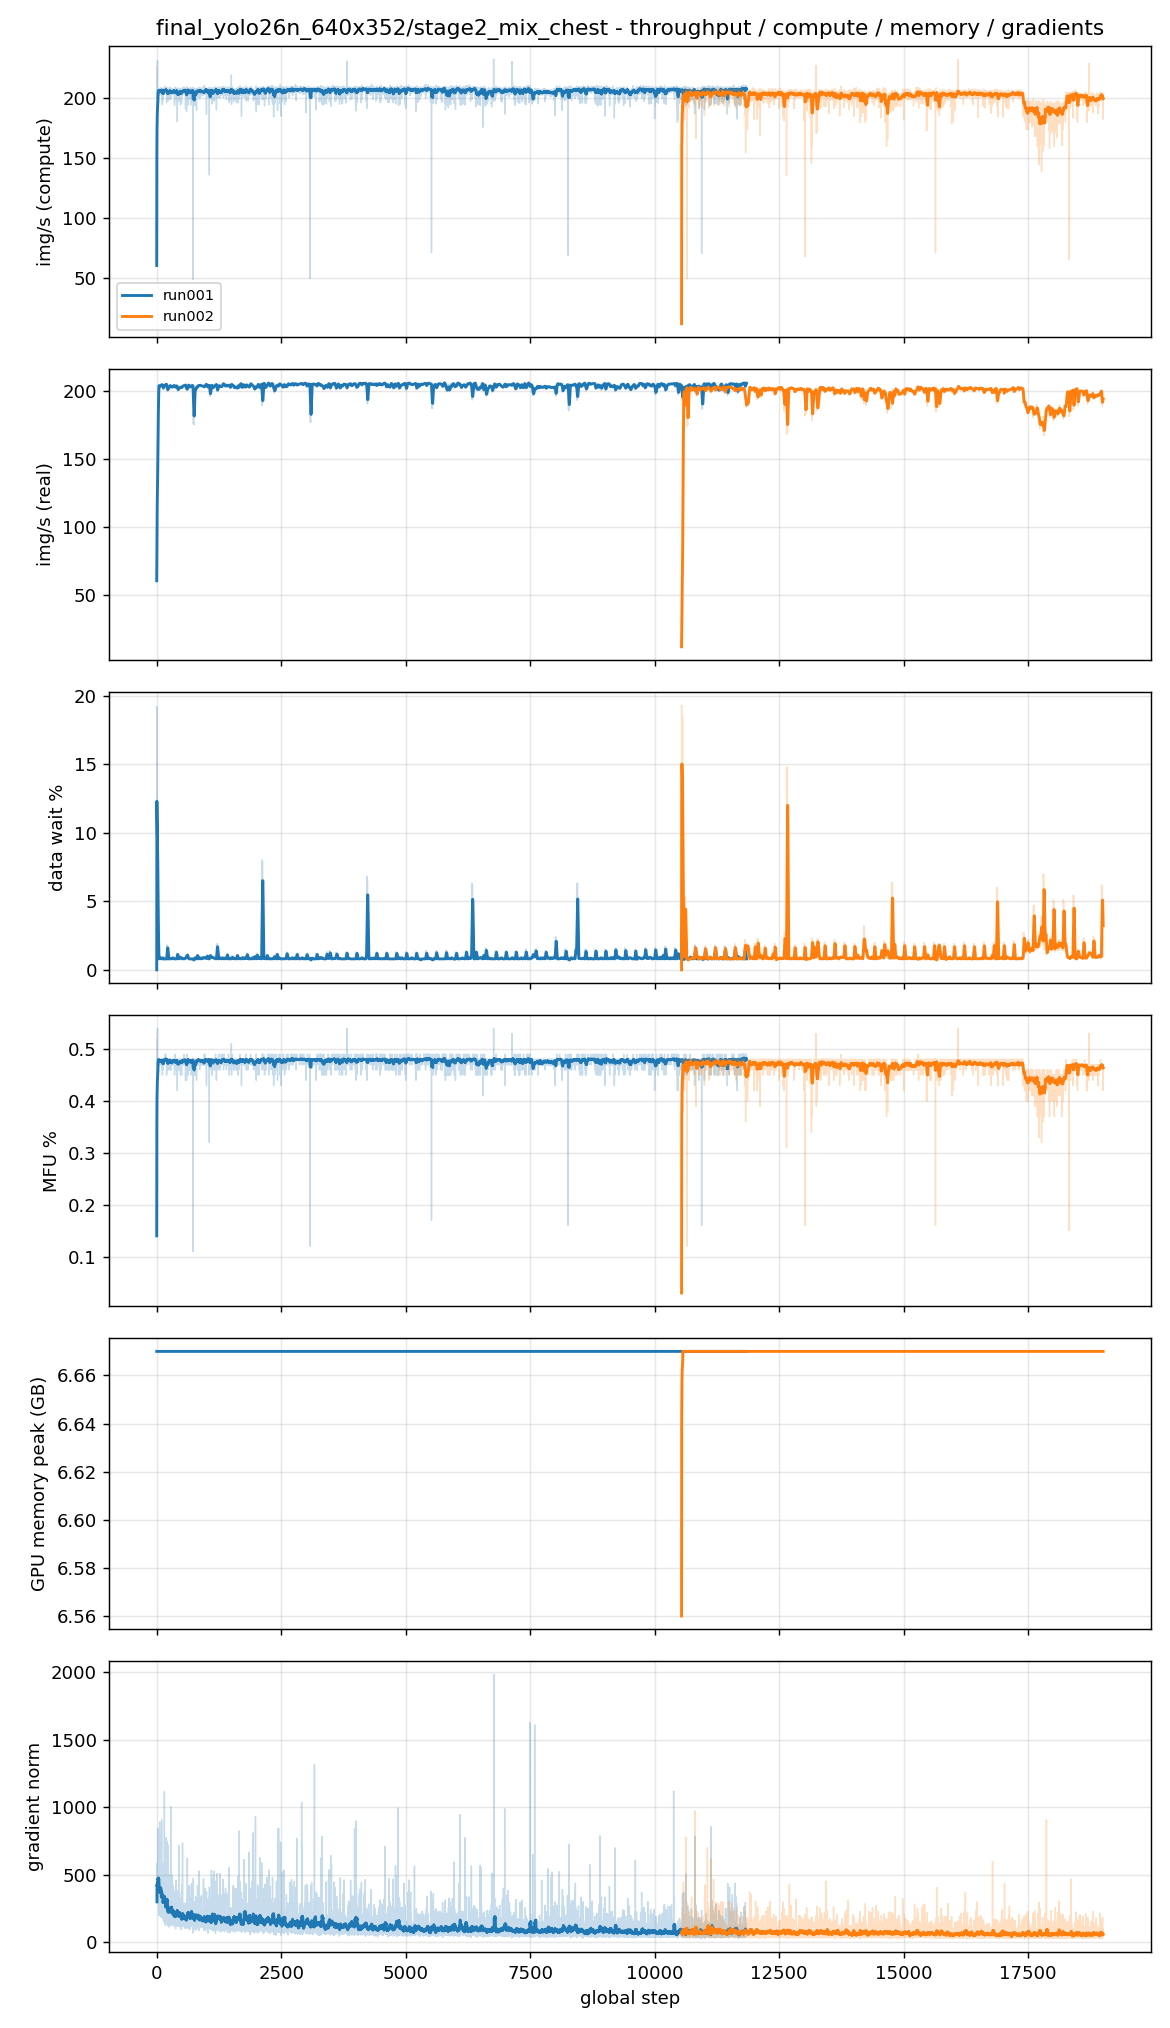 final_yolo26n_640x352/stage2_mix_chest - throughput / compute / memory / gradients
img/s (compute)
200
150
100
50
run001
run002
img/s (real)
200
150
100
50
data wait %
20
15
10
5
0
MFU %
0.5
0.4
0.3
0.2
0.1
GPU memory peak (GB)
6.66
6.64
6.62
6.60
6.58
6.56
gradient norm
2000
1500
1000
500
0
0 2500 5000 7500 10000 12500 15000 17500
global step